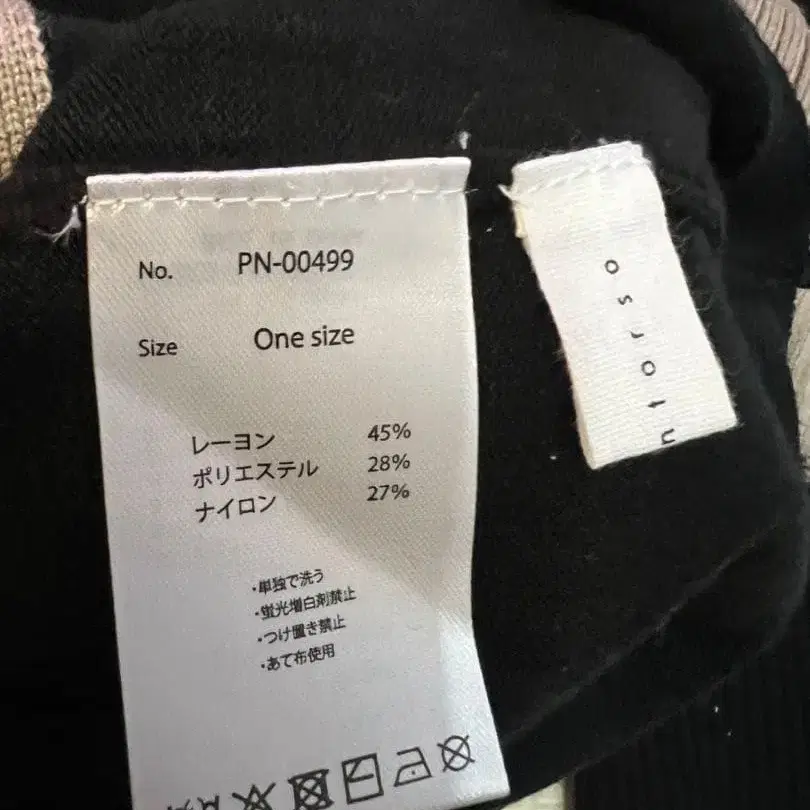 No. PN-00499
Size One size
レーヨン 45%
ポリエステル 28%
ナイロン 27%
・単独で洗う
・蛍光増白剤禁止
・つけ置き禁止
・あて布使用
ntorso